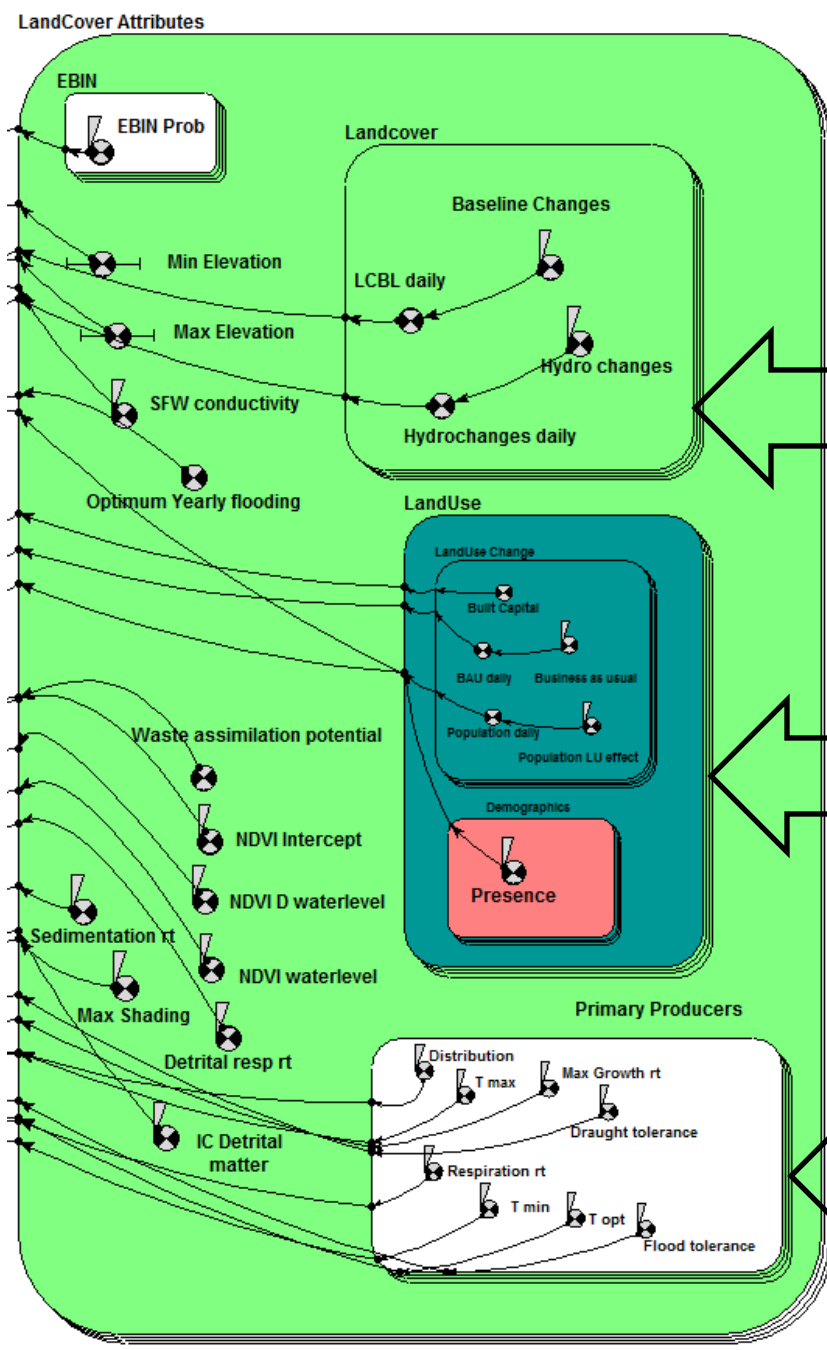 LandCover Attributes
EBIN
EBIN Prob
Landcover
Baseline Changes
Min Elevation
LCBL daily
Max Elevation
Hydro changes
SFW conductivity
Hydrochanges daily
Optimum Yearly flooding
LandUse
LandUse Change
Built Capital
BAU daily
Business as usual
Population daily
Population LU effect
Waste assimilation potential
Demographics
Presence
NDVI Intercept
NDVI D waterlevel
Sedimentation rt
NDVI waterlevel
Max Shading
Detrital resp rt
IC Detrital
matter
Primary Producers
Distribution
T max
Max Growth rt
Draught tolerance
Respiration rt
T min
T opt
Flood tolerance